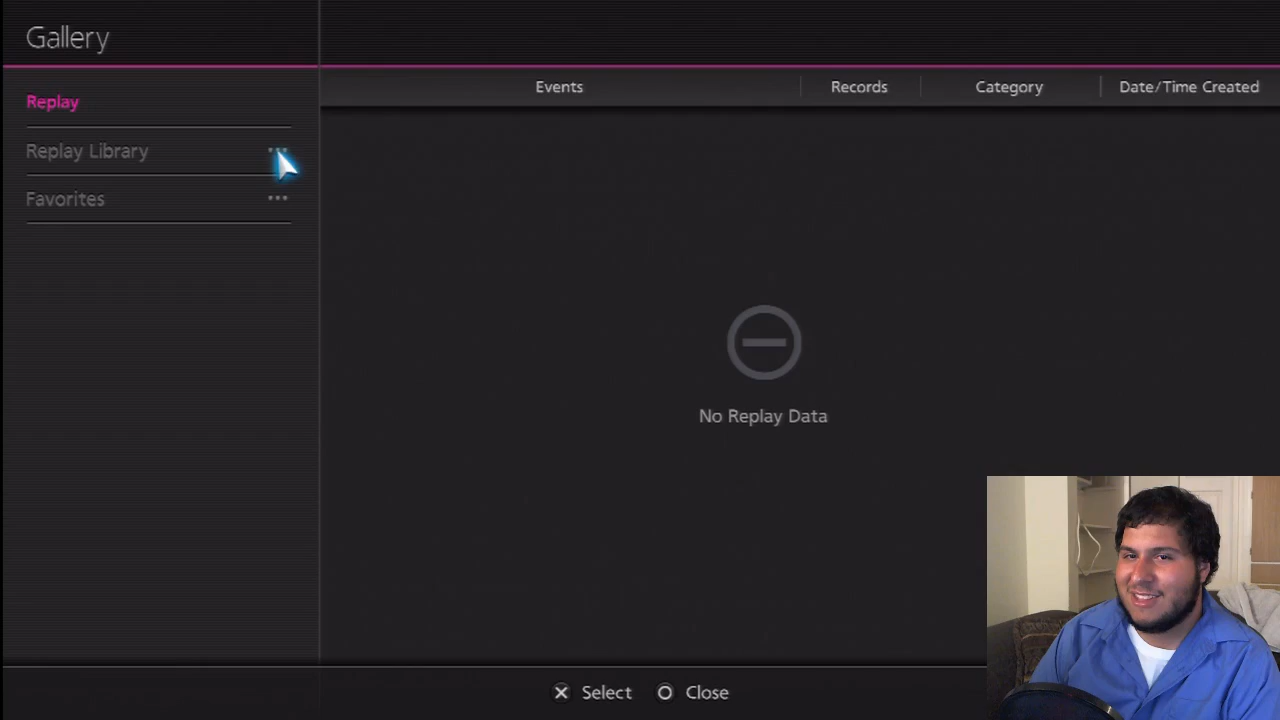 Gallery
Replay
Replay Library ...
Favorites ...
Events Records Category Date/Time Created
No Replay Data
X Select O Close